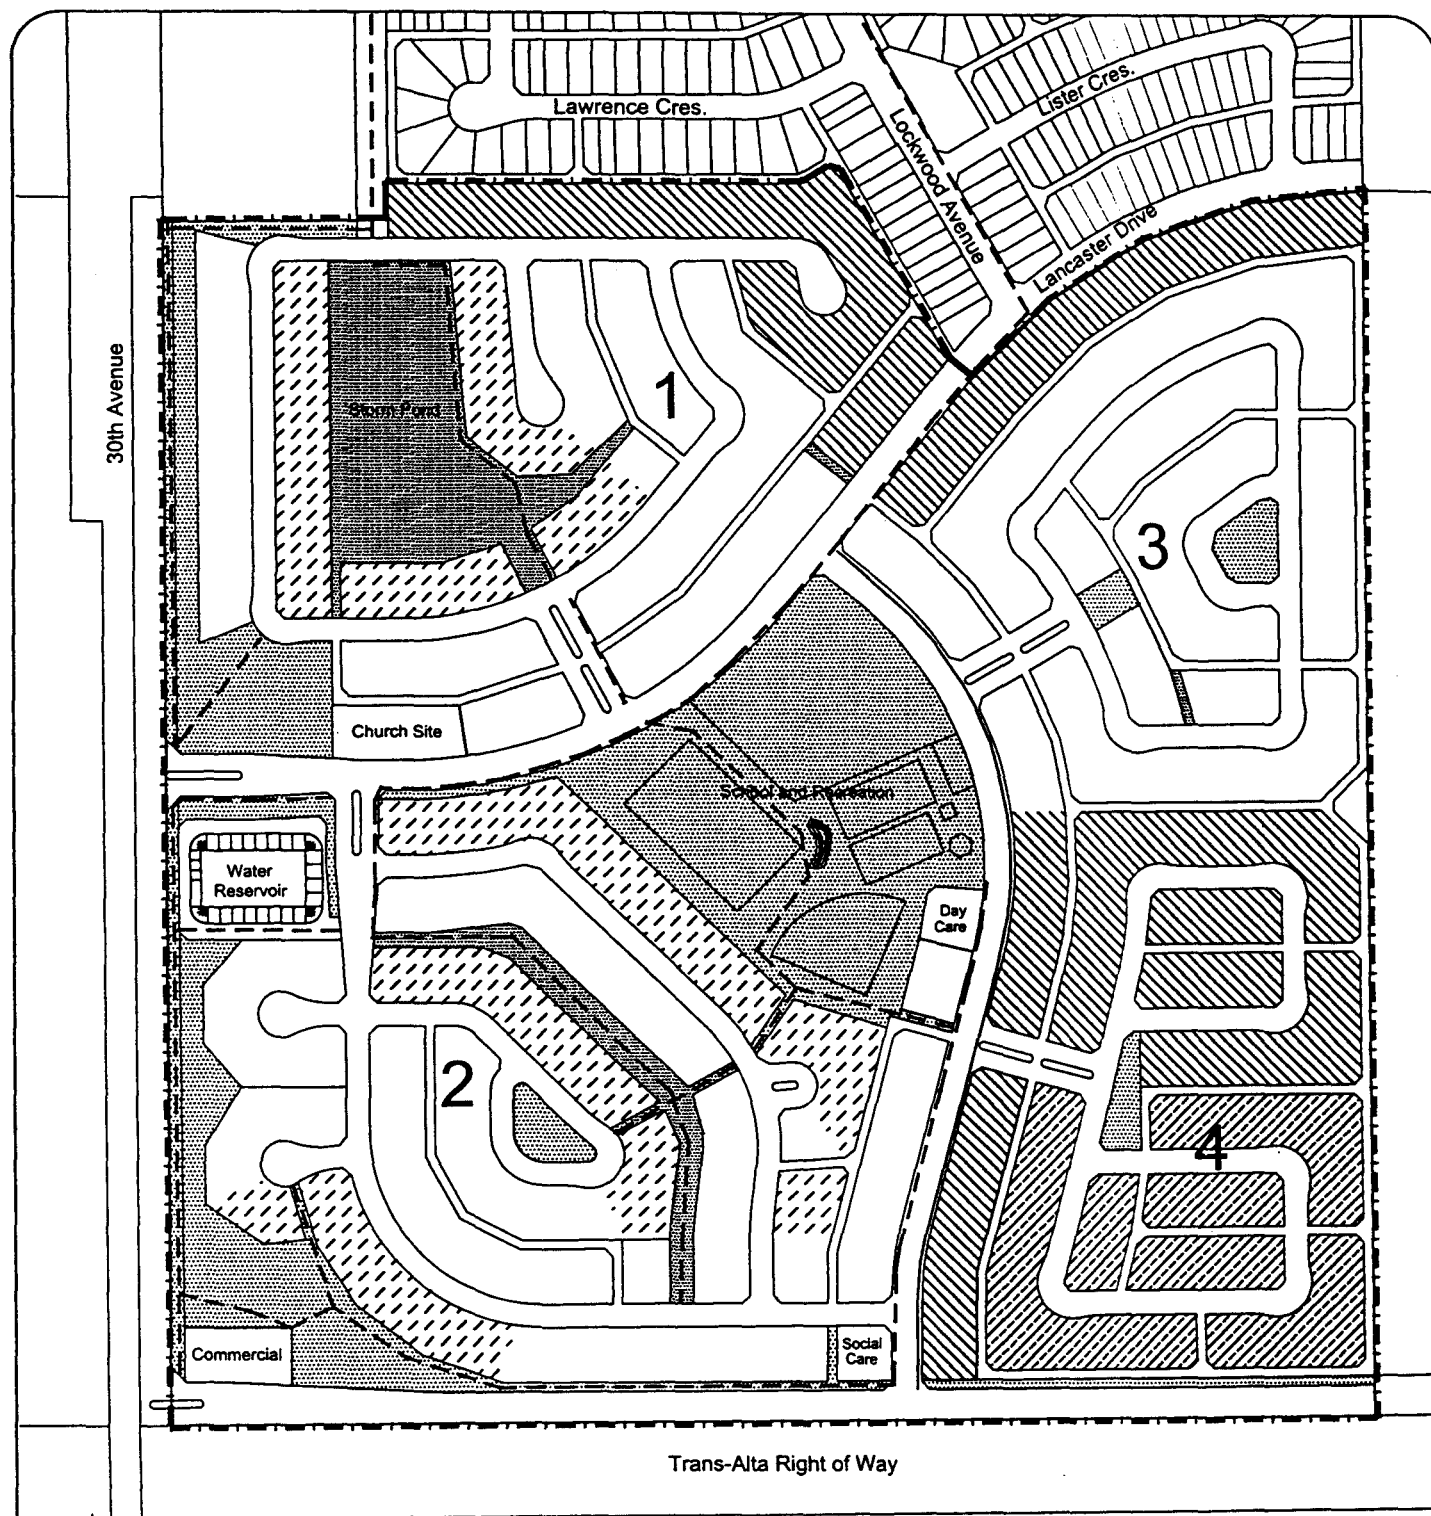 Lawrence Cres.
Lister Cres.
Lockwood Avenue
Lancaster Drive
30th Avenue
1
Storm Pond
3
Church Site
School and Recreation
Water
Reservoir
Day
Care
2
4
Commercial
Social
Care
Trans-Alta Right of Way